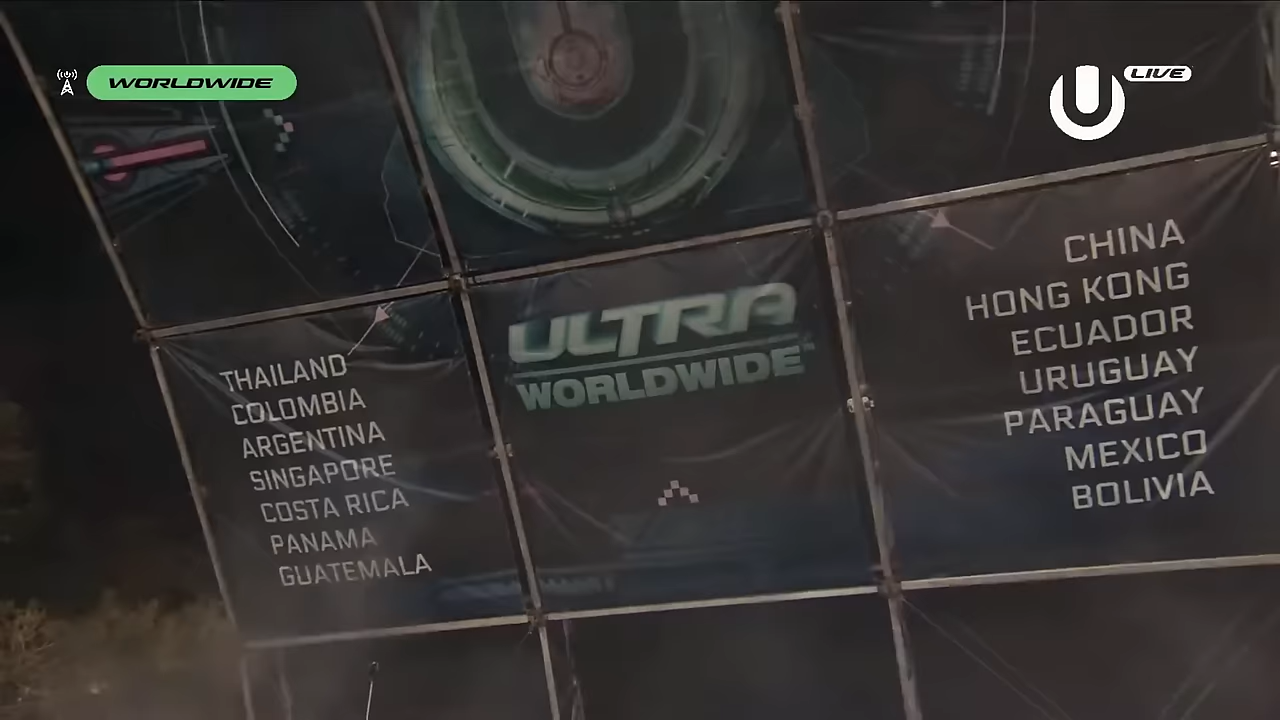 WORLDWIDE
LIVE
THAILAND
COLOMBIA
ARGENTINA
SINGAPORE
COSTA RICA
PANAMA
GUATEMALA
ULTRA
WORLDWIDE™
CHINA
HONG KONG
ECUADOR
URUGUAY
PARAGUAY
MEXICO
BOLIVIA